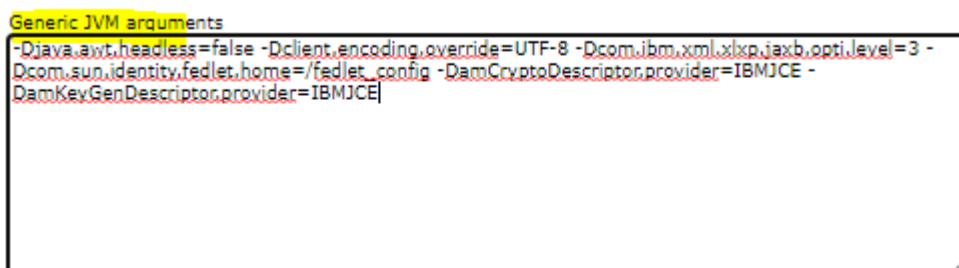 Generic JVM arguments
-Djava.awt.headless=false -Dclient.encoding.override=UTF-8 -Dcom.ibm.xml.xlxp.jaxb.opti.level=3 -
Dcom.sun.identity.fedlet.home=/fedlet_config -DamCryptoDescriptor.provider=IBMJCE -
DamKeyGenDescriptor.provider=IBMJCE